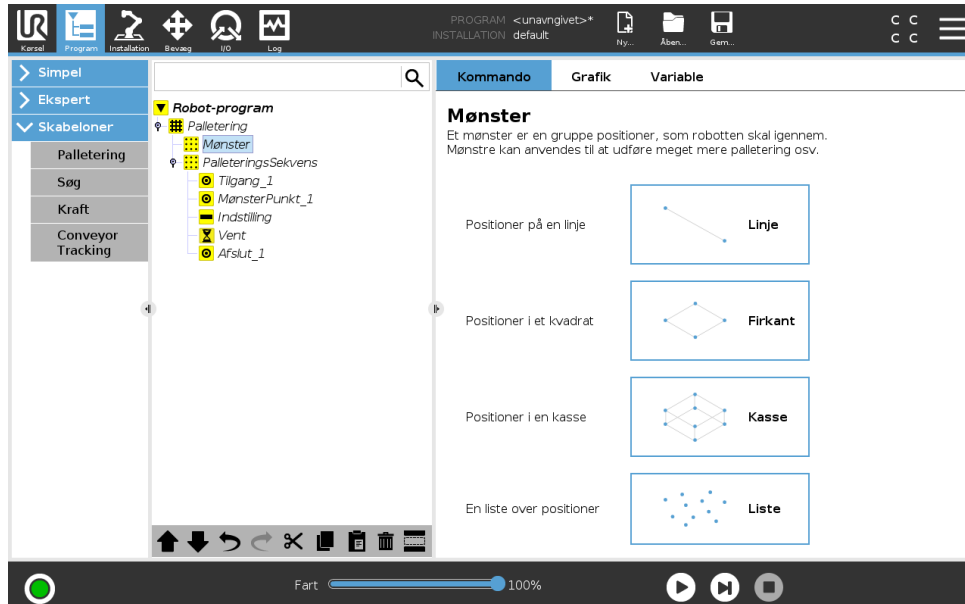 PROGRAM <unavngivet>*
INSTALLATION default
UR
Kørsel
Program
Installation
Bevæg
I/O
Log
Ny...
Åben...
Gem...
C C
C C
Simpel
Ekspert
Skabeloner
Palletering
Søg
Kraft
Conveyor
Tracking
Robot-program
Palletering
Mønster
PalleteringsSekvens
Tilgang_1
MønsterPunkt_1
Indstilling
Vent
Afslut_1
Kommando
Grafik
Variable
Mønster
Et mønster er en gruppe positioner, som robotten skal igennem.
Mønstre kan anvendes til at udføre meget mere palletering osv.
Positioner på en linje
Linje
Positioner i et kvadrat
Firkant
Positioner i en kasse
Kasse
En liste over positioner
Liste
Fart
100%